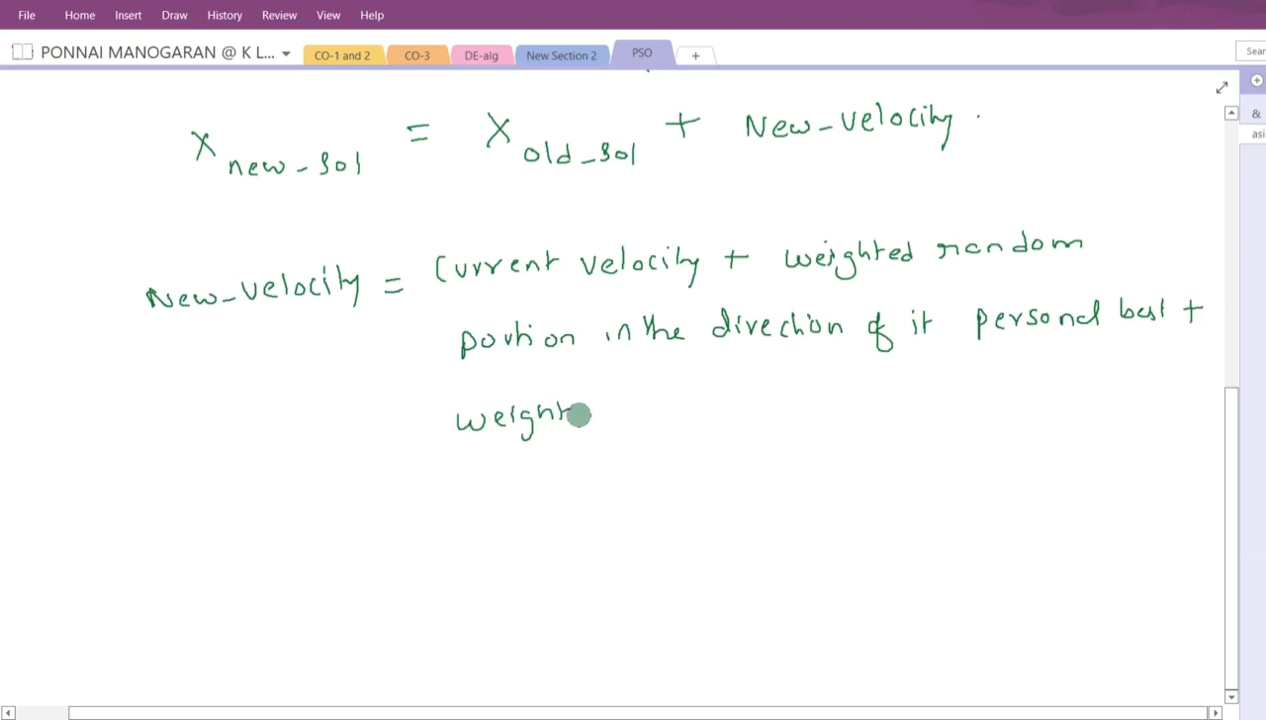 File Home Insert Draw History Review View Help
PONNAI MANOGARAN @ K L... CO-1 and 2 CO-3 DE-alg New Section 2 PSO + Sear
&
asi
X new-sol = X old-sol + New-velocity.
New-velocity = Current velocity + weighted random
portion in the direction of it personal best +
weight